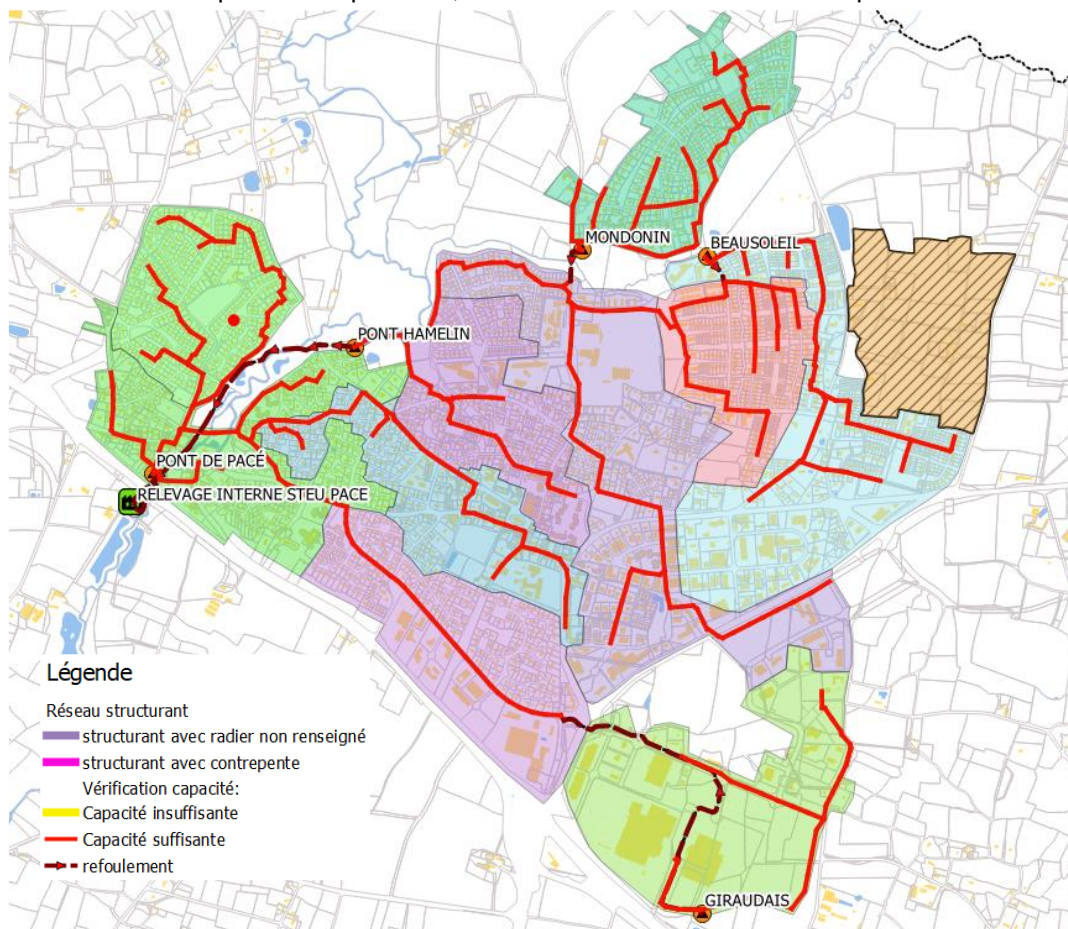 MONDONIN
BEAUSOLEIL
PONT HAMELIN
PONT DE PACÉ
RELEVAGE INTERNE STEU PACE
GIRAUDAIS
Légende
Réseau structurant
structurant avec radier non renseigné
structurant avec contrepente
Vérification capacité:
Capacité insuffisante
Capacité suffisante
refoulement